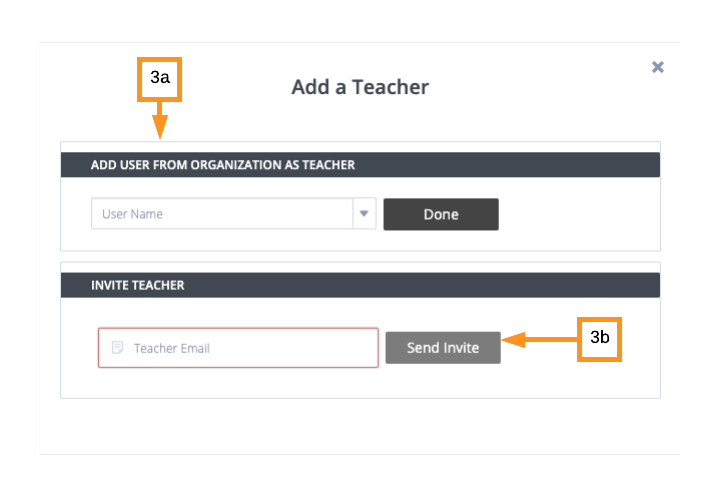 3a
Add a Teacher
ADD USER FROM ORGANIZATION AS TEACHER
User Name
Done
INVITE TEACHER
Teacher Email
Send Invite
3b